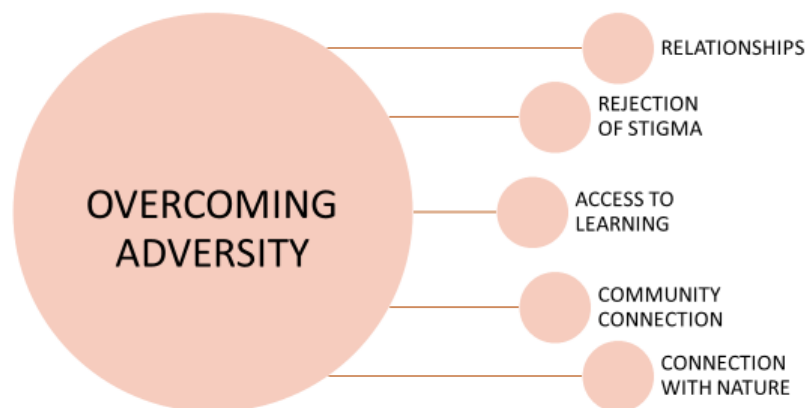 OVERCOMING
ADVERSITY
RELATIONSHIPS
REJECTION
OF STIGMA
ACCESS TO
LEARNING
COMMUNITY
CONNECTION
CONNECTION
WITH NATURE